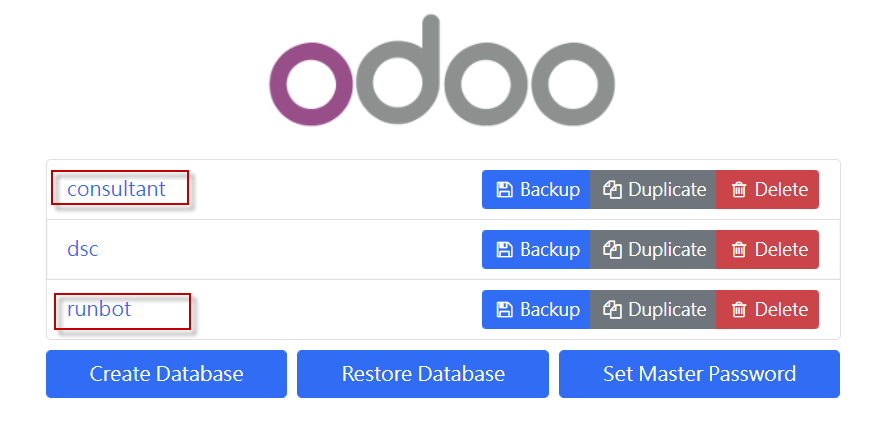 odoo
consultant Backup Duplicate Delete
dsc Backup Duplicate Delete
runbot Backup Duplicate Delete
Create Database Restore Database Set Master Password